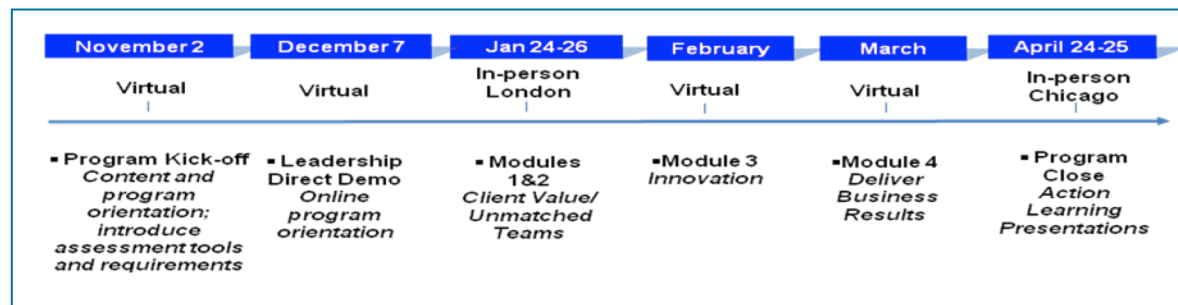 November 2
December 7
Jan 24-26
February
March
April 24-25
Virtual
Virtual
In-person
London
Virtual
Virtual
In-person
Chicago
▪ Program Kick-off
Content and
program
orientation;
introduce
assessment tools
and requirements
▪ Leadership
Direct Demo
Online
program
orientation
▪ Modules
1&2
Client Value/
Unmatched
Teams
▪Module 3
Innovation
▪Module 4
Deliver
Business
Results
▪ Program
Close
Action
Learning
Presentations